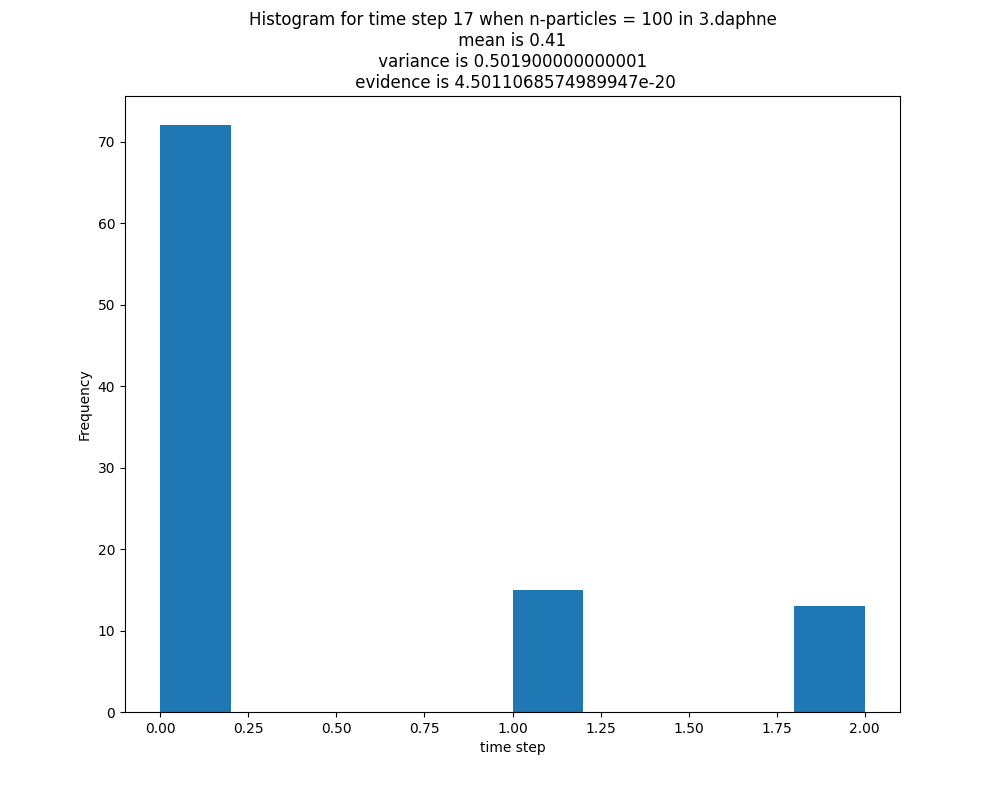 Histogram for time step 17 when n-particles = 100 in 3.daphne
mean is 0.41
variance is 0.501900000000001
evidence is 4.5011068574989947e-20
70
60
50
40
30
20
10
0
Frequency
0.00 0.25 0.50 0.75 1.00 1.25 1.50 1.75 2.00
time step